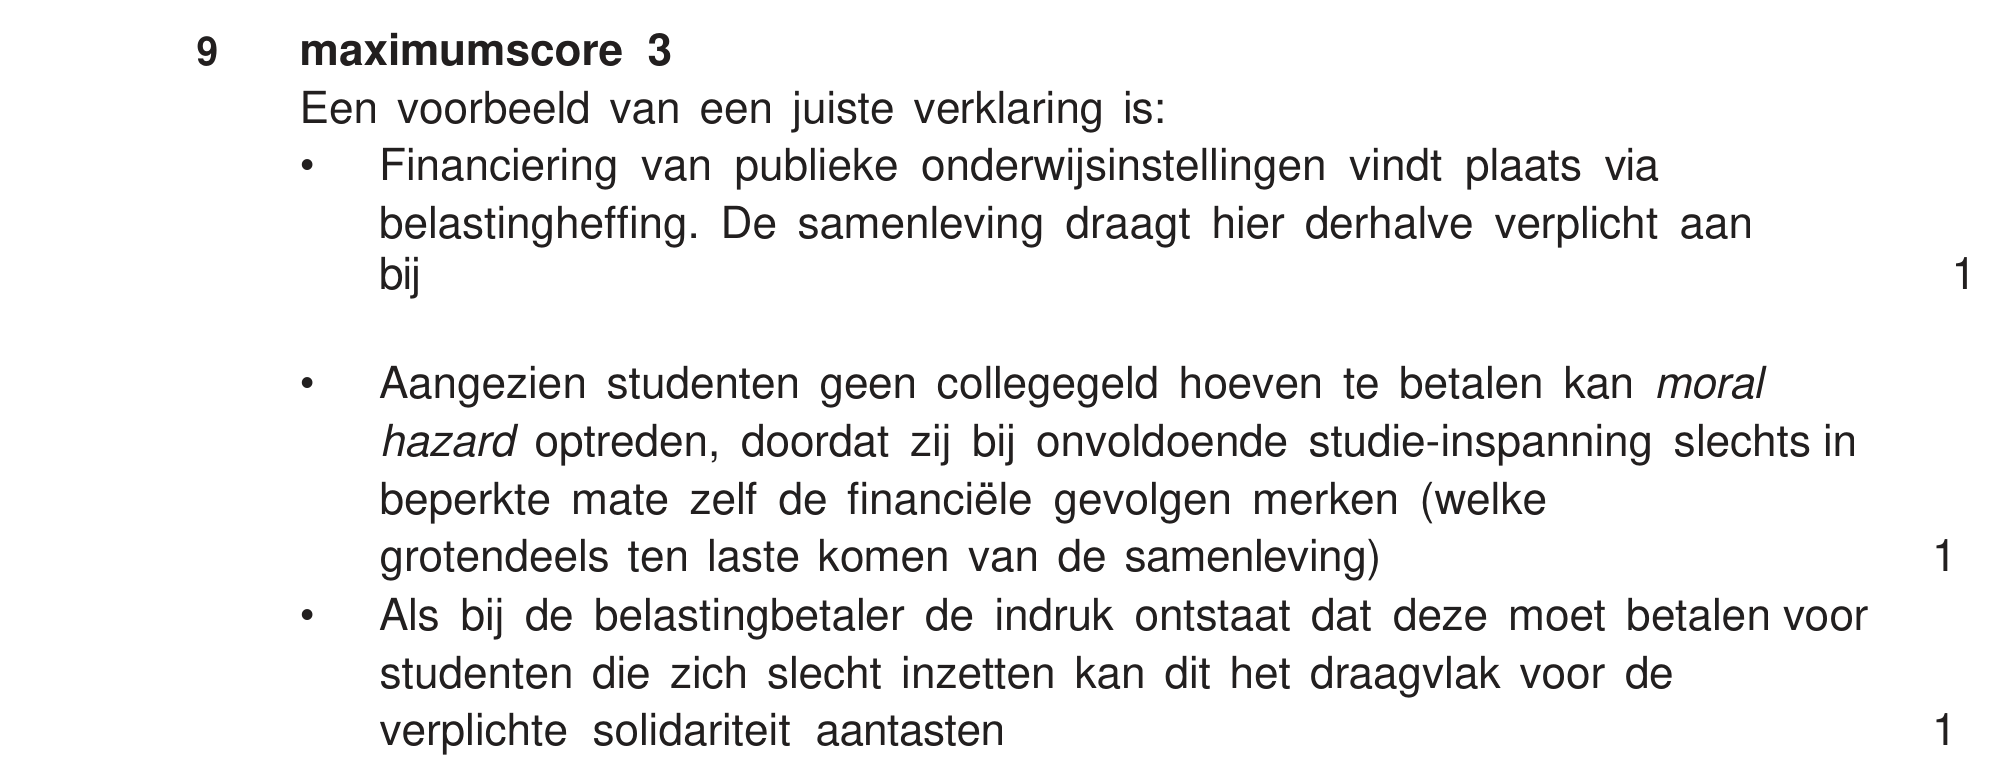 9 maximumscore 3
Een voorbeeld van een juiste verklaring is:
• Financiering van publieke onderwijsinstellingen vindt plaats via
belastingheffing. De samenleving draagt hier derhalve verplicht aan
bij 1
• Aangezien studenten geen collegegeld hoeven te betalen kan moral
hazard optreden, doordat zij bij onvoldoende studie-inspanning slechts in
beperkte mate zelf de financiële gevolgen merken (welke
grotendeels ten laste komen van de samenleving) 1
• Als bij de belastingbetaler de indruk ontstaat dat deze moet betalen voor
studenten die zich slecht inzetten kan dit het draagvlak voor de
verplichte solidariteit aantasten 1